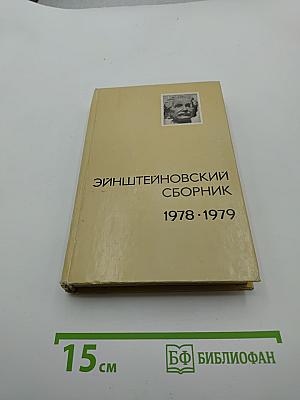 ЭЙНШТЕЙНОВСКИЙ
СБОРНИК
1978 · 1979
15 см
БФ БИБЛИОФАН